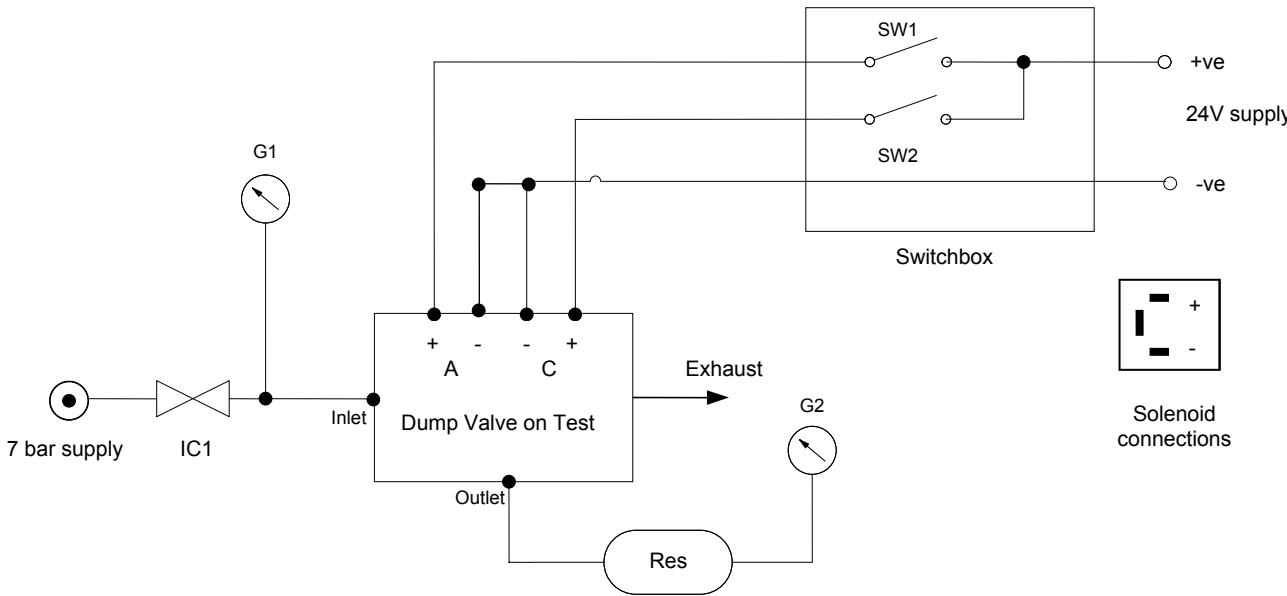 SW1
+ve
24V supply
SW2
-ve
G1
Switchbox
+ - - +
A C
+
-
Exhaust
G2
Inlet
Dump Valve on Test
7 bar supply
IC1
Solenoid
connections
Outlet
Res